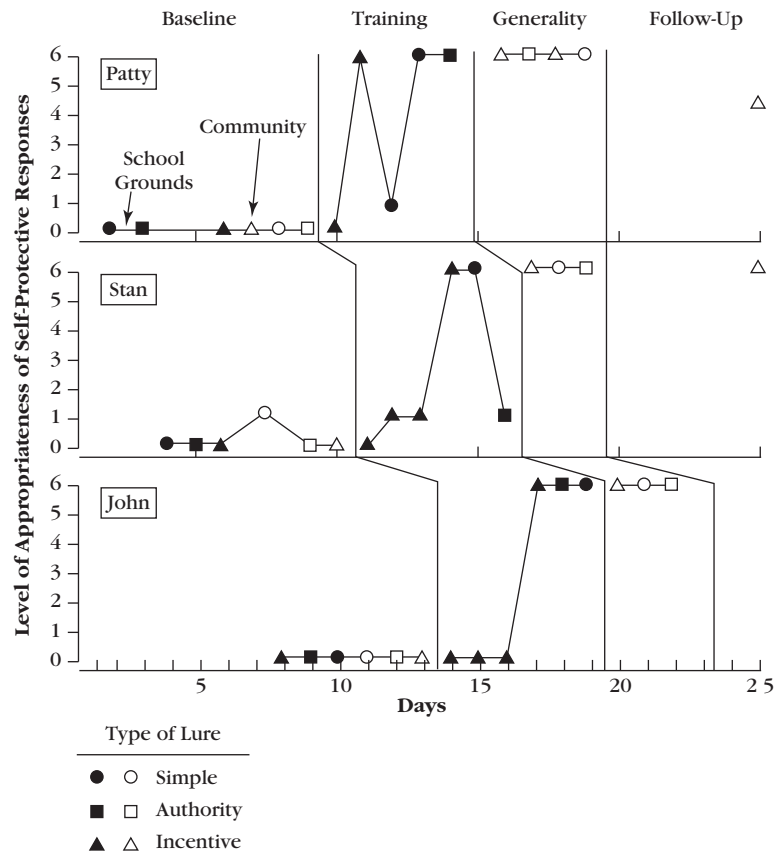 Baseline Training Generality Follow-Up
Level of Appropriateness of Self-Protective Responses
6
5
4
3
2
1
0
Patty
School
Grounds
Community
6
5
4
3
2
1
0
Stan
6
5
4
3
2
1
0
John
5 10 15 20 2 5
Days
Type of Lure
Simple
Authority
Incentive